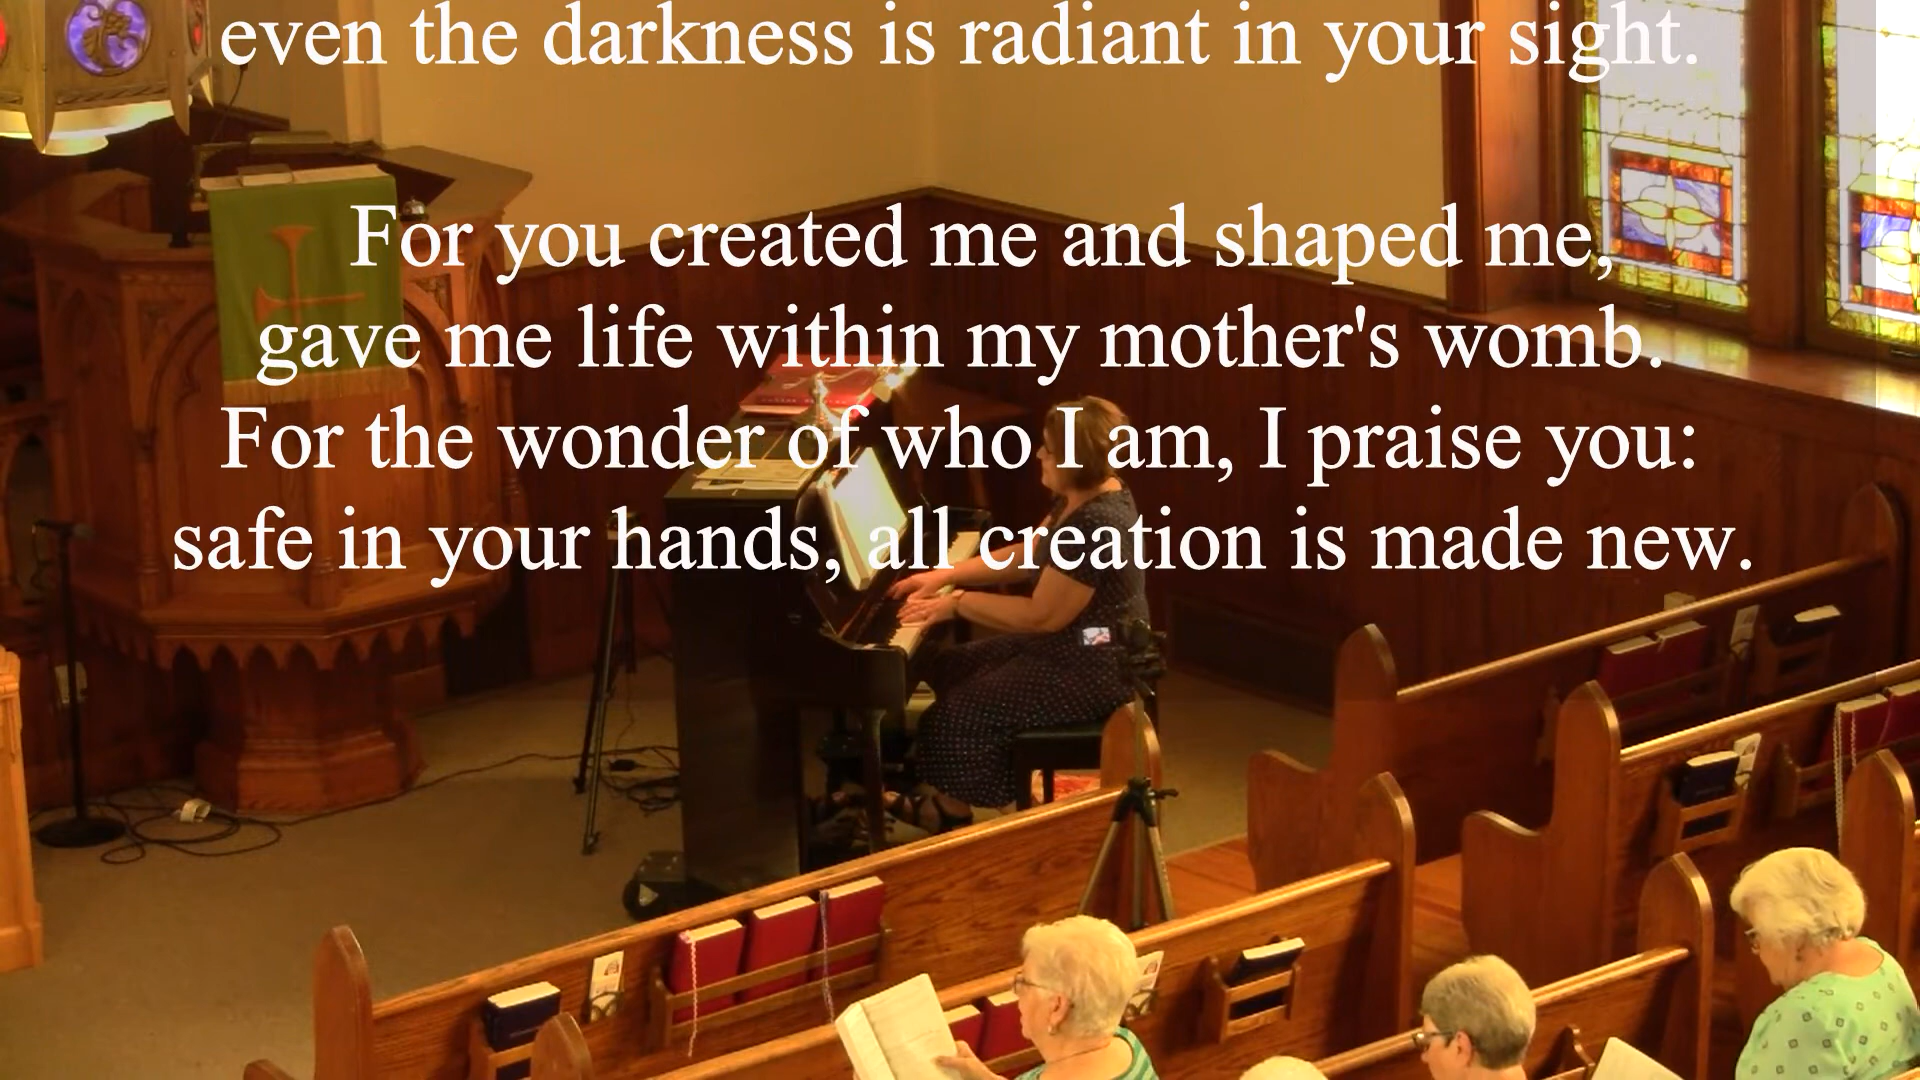 even the darkness is radiant in your sight.
For you created me and shaped me,
gave me life within my mother's womb.
For the wonder of who I am, I praise you:
safe in your hands, all creation is made new.